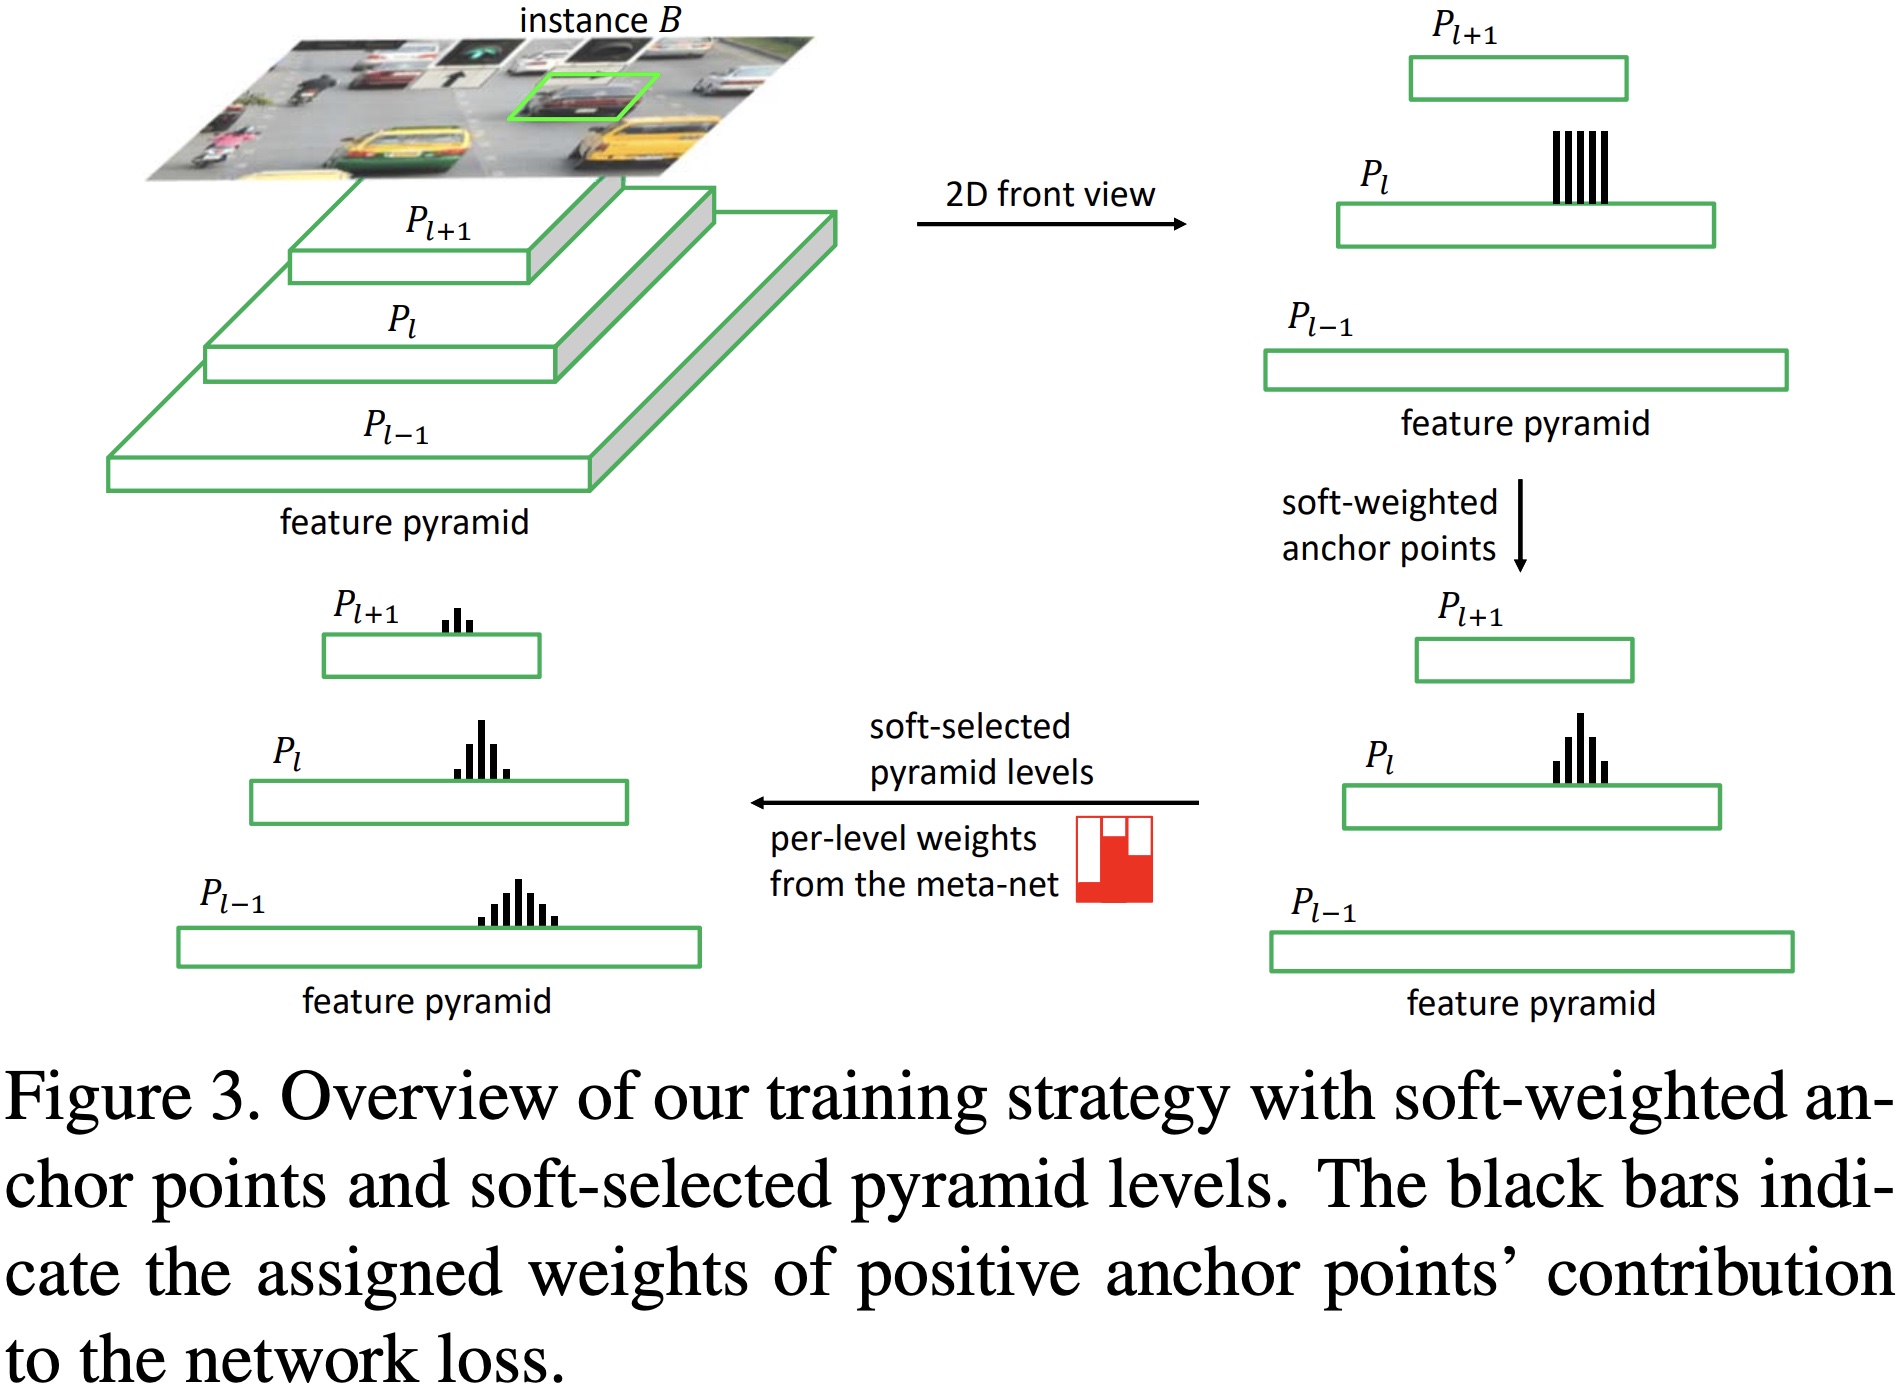 instance B
P_{l+1}
P_l
P_{l−1}
feature pyramid
2D front view
P_{l+1}
P_l
P_{l−1}
feature pyramid
soft-weighted
anchor points
P_{l+1}
P_l
P_{l−1}
feature pyramid
soft-selected
pyramid levels
per-level weights
from the meta-net
P_{l+1}
P_l
P_{l−1}
feature pyramid
Figure 3. Overview of our training strategy with soft-weighted an-
chor points and soft-selected pyramid levels. The black bars indi-
cate the assigned weights of positive anchor points’ contribution
to the network loss.